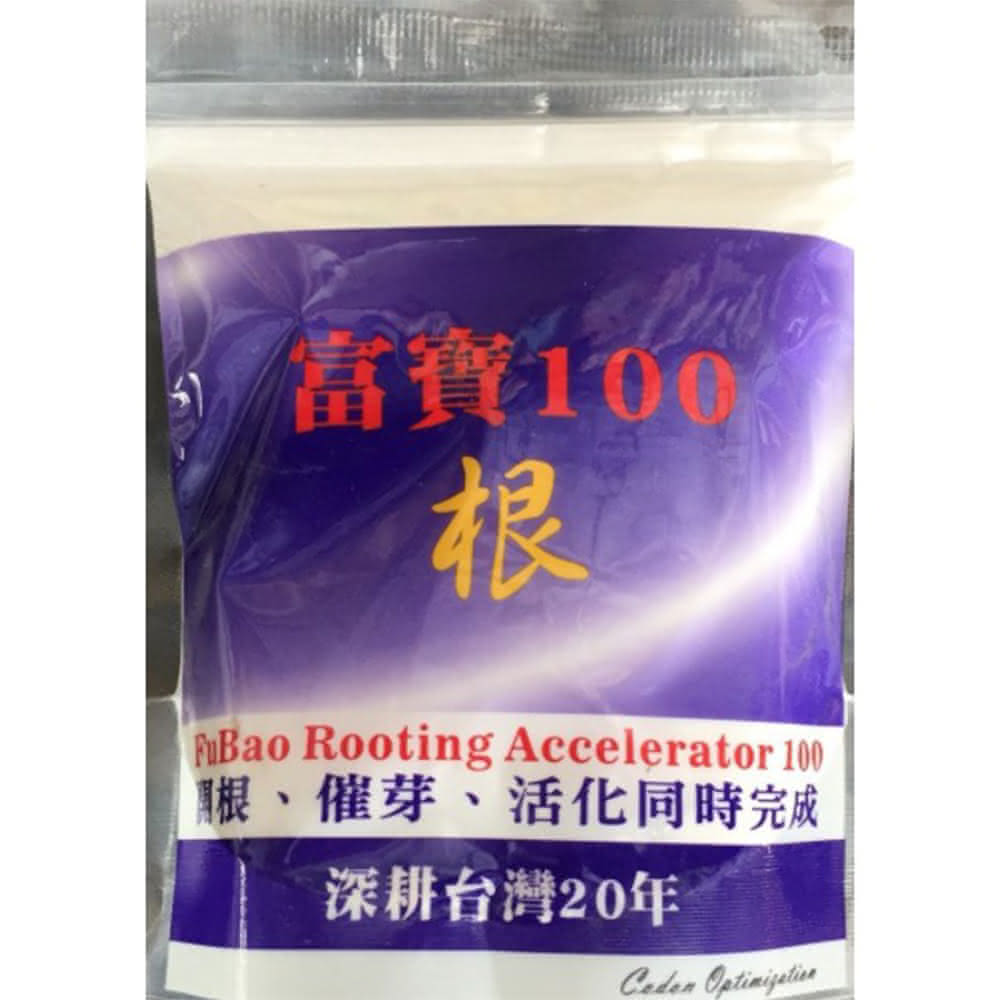 富寶100
根
FuBao Rooting Accelerator 100
開根、催芽、活化同時完成
深耕台灣20年
Codon Optimization